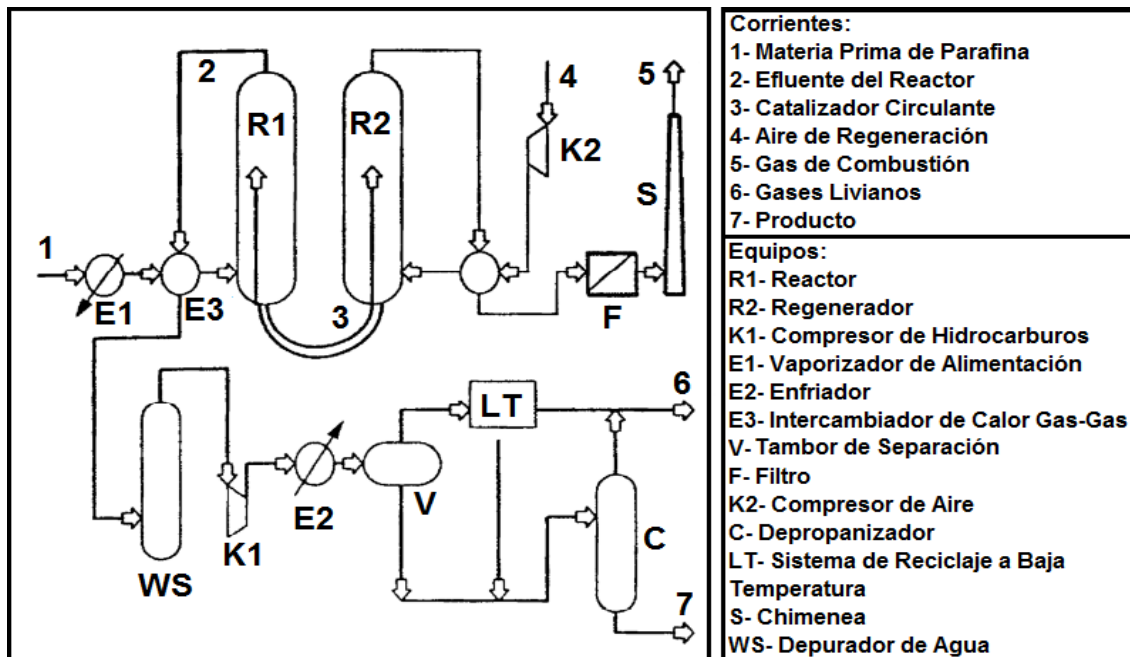 2
R1
R2
4
5
K2
S
1
E1
E3
3
F
6
LT
V
E2
K1
C
WS
7
Corrientes:
1- Materia Prima de Parafina
2- Efluente del Reactor
3- Catalizador Circulante
4- Aire de Regeneración
5- Gas de Combustión
6- Gases Livianos
7- Producto
Equipos:
R1- Reactor
R2- Regenerador
K1- Compresor de Hidrocarburos
E1- Vaporizador de Alimentación
E2- Enfriador
E3- Intercambiador de Calor Gas-Gas
V- Tambor de Separación
F- Filtro
K2- Compresor de Aire
C- Depropanizador
LT- Sistema de Reciclaje a Baja
Temperatura
S- Chimenea
WS- Depurador de Agua